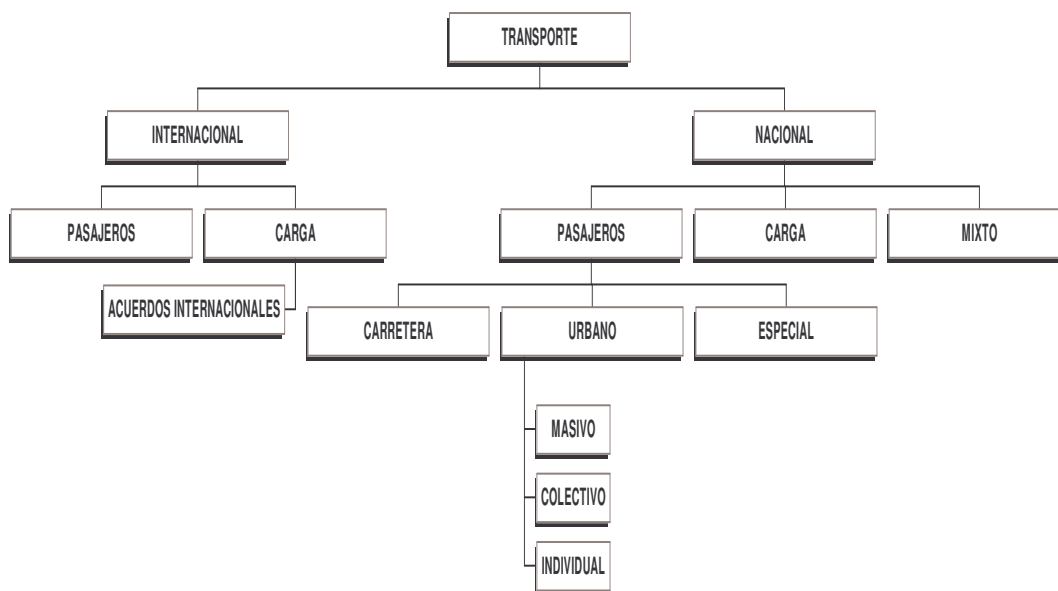 TRANSPORTE
INTERNACIONAL
NACIONAL
PASAJEROS
CARGA
PASAJEROS
CARGA
MIXTO
ACUERDOS INTERNACIONALES
CARRETERA
URBANO
ESPECIAL
MASIVO
COLECTIVO
INDIVIDUAL